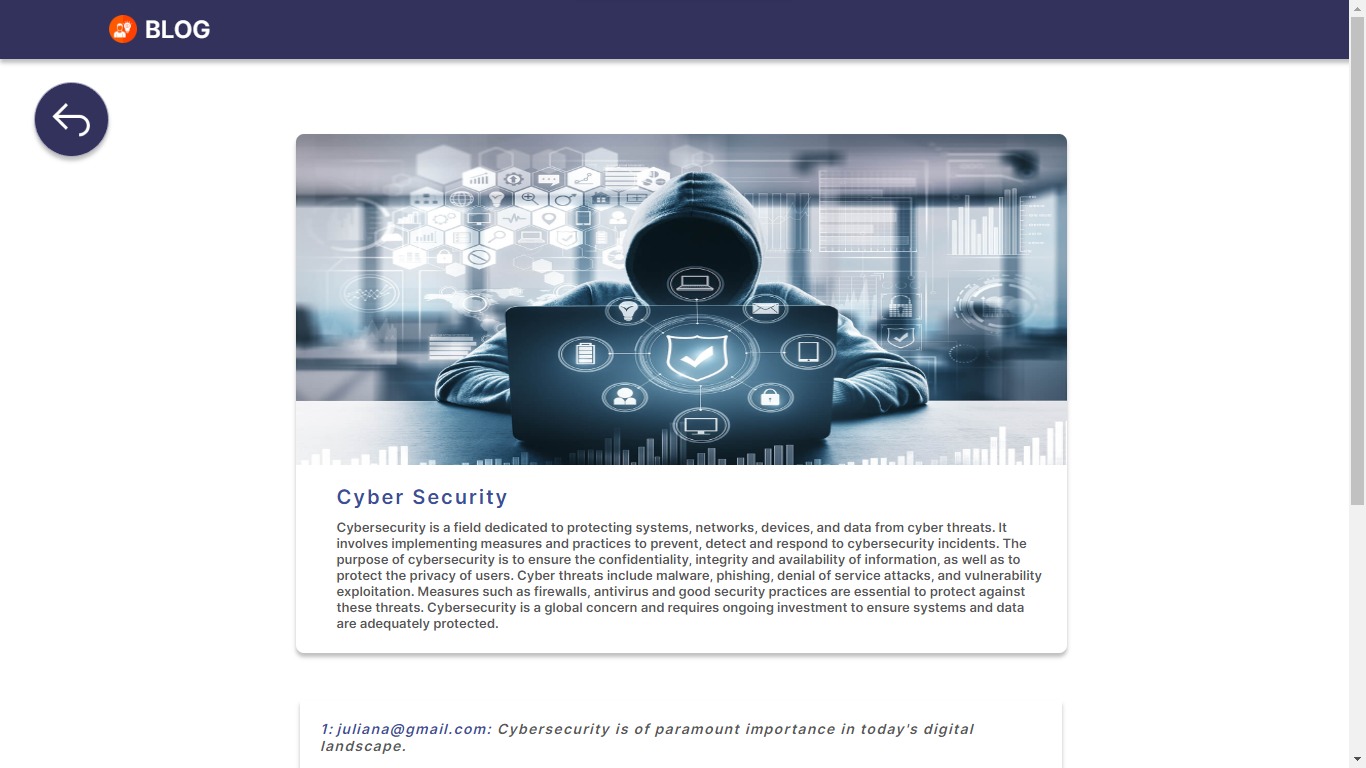 BLOG
Cyber Security
Cybersecurity is a field dedicated to protecting systems, networks, devices, and data from cyber threats. It
involves implementing measures and practices to prevent, detect and respond to cybersecurity incidents. The
purpose of cybersecurity is to ensure the confidentiality, integrity and availability of information, as well as to
protect the privacy of users. Cyber threats include malware, phishing, denial of service attacks, and vulnerability
exploitation. Measures such as firewalls, antivirus and good security practices are essential to protect against
these threats. Cybersecurity is a global concern and requires ongoing investment to ensure systems and data
are adequately protected.
1: juliana@gmail.com: Cybersecurity is of paramount importance in today's digital
landscape.